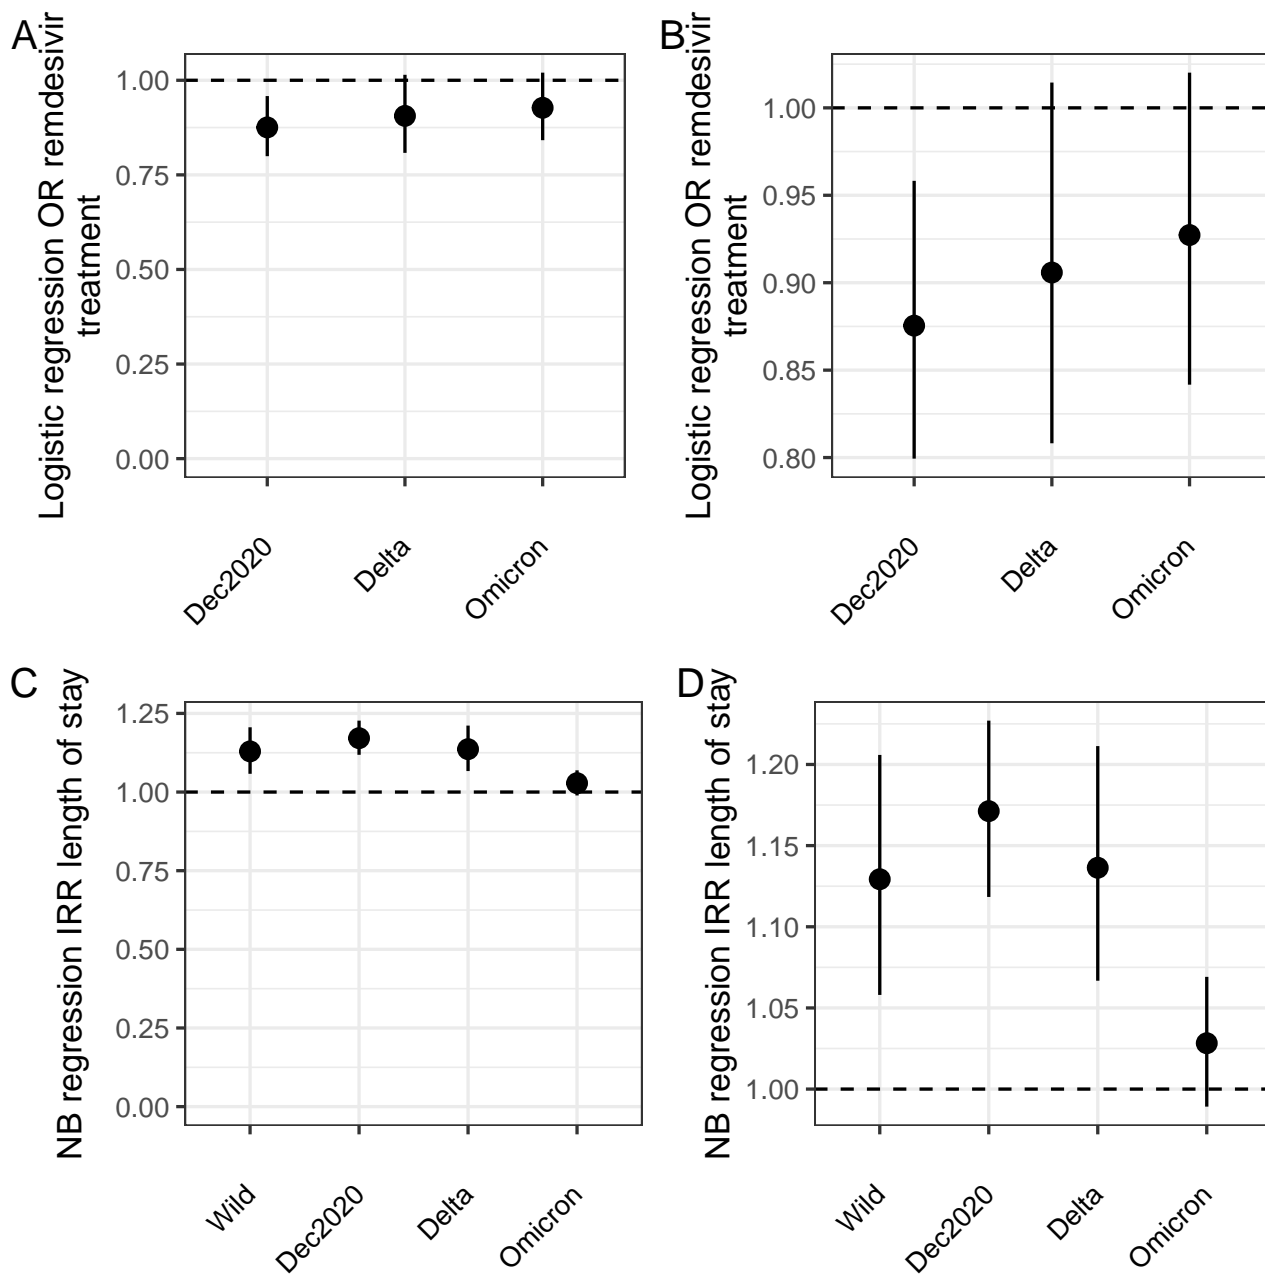 A
Logistic regression OR remdesivir
treatment
1.00
0.75
0.50
0.25
0.00
Dec2020
Delta
Omicron
B
Logistic regression OR remdesivir
treatment
1.00
0.95
0.90
0.85
0.80
Dec2020
Delta
Omicron
C
NB regression IRR length of stay
1.25
1.00
0.75
0.50
0.25
0.00
Wild
Dec2020
Delta
Omicron
D
NB regression IRR length of stay
1.20
1.15
1.10
1.05
1.00
Wild
Dec2020
Delta
Omicron